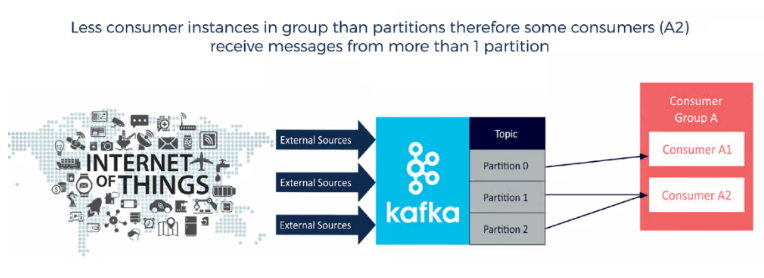 Less consumer instances in group than partitions therefore some consumers (A2)
receive messages from more than 1 partition
INTERNET
OF THINGS
External Sources
External Sources
External Sources
kafka
Topic
Partition 0
Partition 1
Partition 2
Consumer
Group A
Consumer A1
Consumer A2